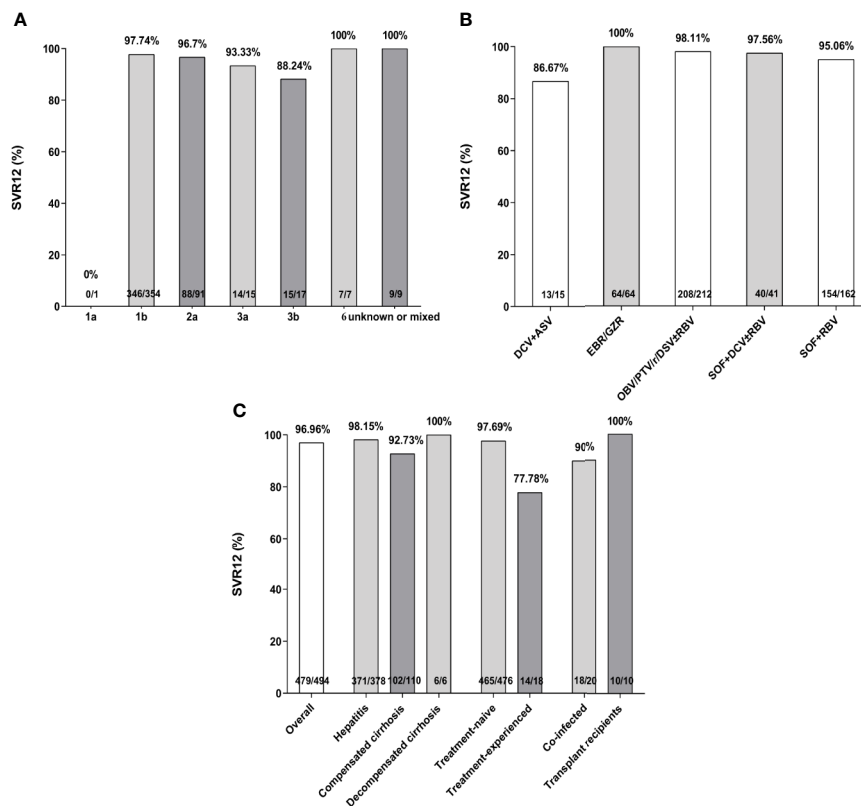 A
SVR12 (%)
100
80
60
40
20
0
0%
97.74%
96.7%
93.33%
88.24%
100%
100%
0/1
346/354
88/91
14/15
15/17
7/7
9/9
1a
1b
2a
3a
3b
6
unknown or mixed
B
SVR12 (%)
100
80
60
40
20
0
86.67%
100%
98.11%
97.56%
95.06%
13/15
64/64
208/212
40/41
154/162
DCV+ASV
EBR/GZR
OBV/PTV/r/DSV±RBV
SOF+DCV±RBV
SOF+RBV
C
SVR12 (%)
100
80
60
40
20
0
96.96%
98.15%
92.73%
100%
97.69%
77.78%
90%
100%
479/494
371/378
102/110
6/6
465/476
14/18
18/20
10/10
Overall
Hepatitis
Compensated cirrhosis
Decompensated cirrhosis
Treatment-naive
Treatment-experienced
Co-infected
Transplant recipients